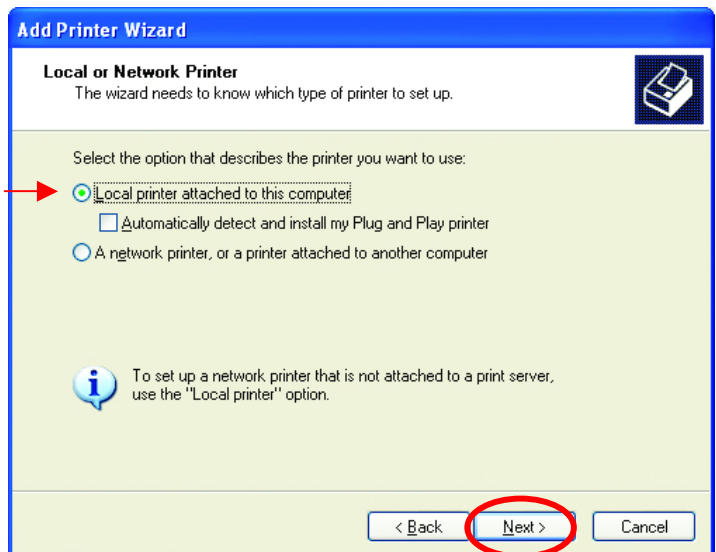 Add Printer Wizard
Local or Network Printer
The wizard needs to know which type of printer to set up.
Select the option that describes the printer you want to use:
Local printer attached to this computer
Automatically detect and install my Plug and Play printer
A network printer, or a printer attached to another computer
To set up a network printer that is not attached to a print server,
use the "Local printer" option.
< Back Next > Cancel